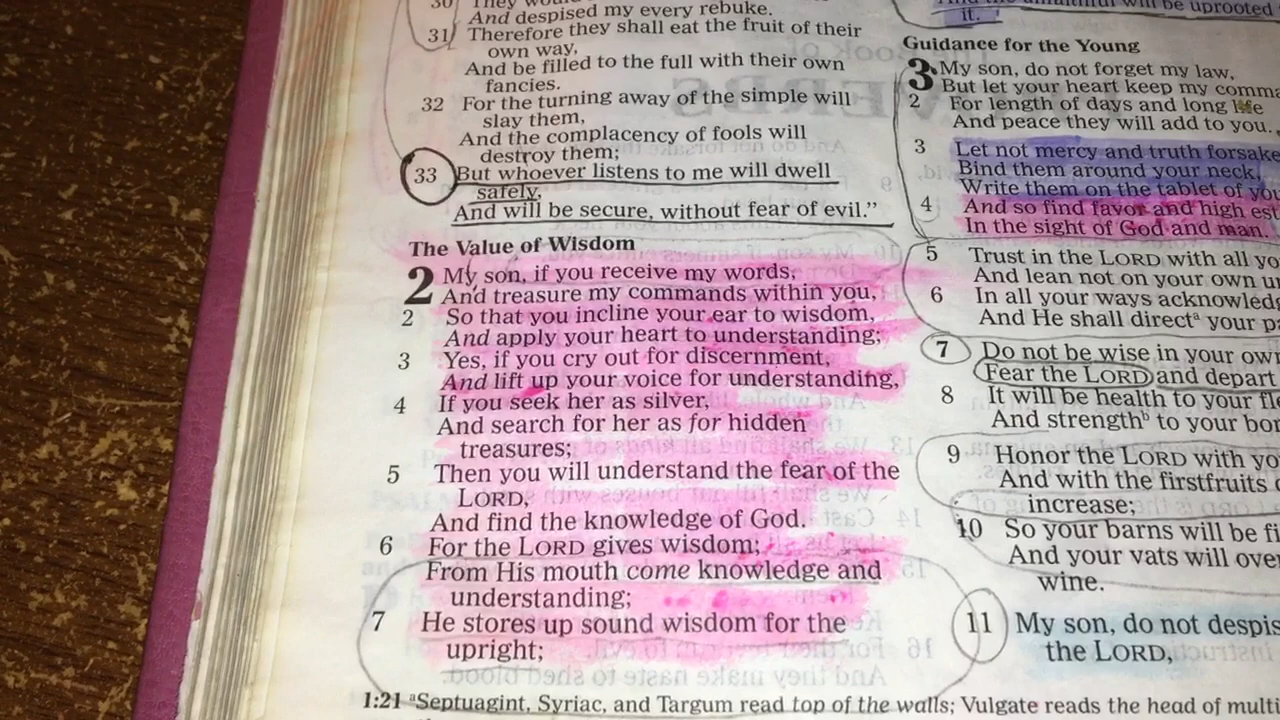 30 They would
And despised my every rebuke.
31 Therefore they shall eat the fruit of their
own way,
And be filled to the full with their own
fancies.
32 For the turning away of the simple will
slay them,
And the complacency of fools will
destroy them;
33 But whoever listens to me will dwell
safely,
And will be secure, without fear of evil.”
The Value of Wisdom
2 My son, if you receive my words,
And treasure my commands within you,
2 So that you incline your ear to wisdom,
And apply your heart to understanding;
3 Yes, if you cry out for discernment,
And lift up your voice for understanding,
4 If you seek her as silver,
And search for her as for hidden
treasures;
5 Then you will understand the fear of the
LORD,
And find the knowledge of God.
6 For the LORD gives wisdom;
From His mouth come knowledge and
understanding;
7 He stores up sound wisdom for the
upright;
1:21 ᵃSeptuagint, Syriac, and Targum read top of the walls; Vulgate reads the head of
And the unfaithful will be uprooted
it.
Guidance for the Young
3 My son, do not forget my law,
But let your heart keep my
2 For length of days and long life
And peace they will add to you.
3 Let not mercy and truth forsake
Bind them around your neck,
Write them on the tablet of
4 And so find favor and high
In the sight of God and man.
5 Trust in the LORD with all
And lean not on your own
6 In all your ways
And He shall directᵃ your
7 Do not be wise in your own
Fear the LORD and depart
8 It will be health to your
And strengthᵇ to your
9 Honor the LORD with
And with the firstfruits
increase;
10 So your barns will be
And your vats will
wine.
11 My son, do not
the LORD,